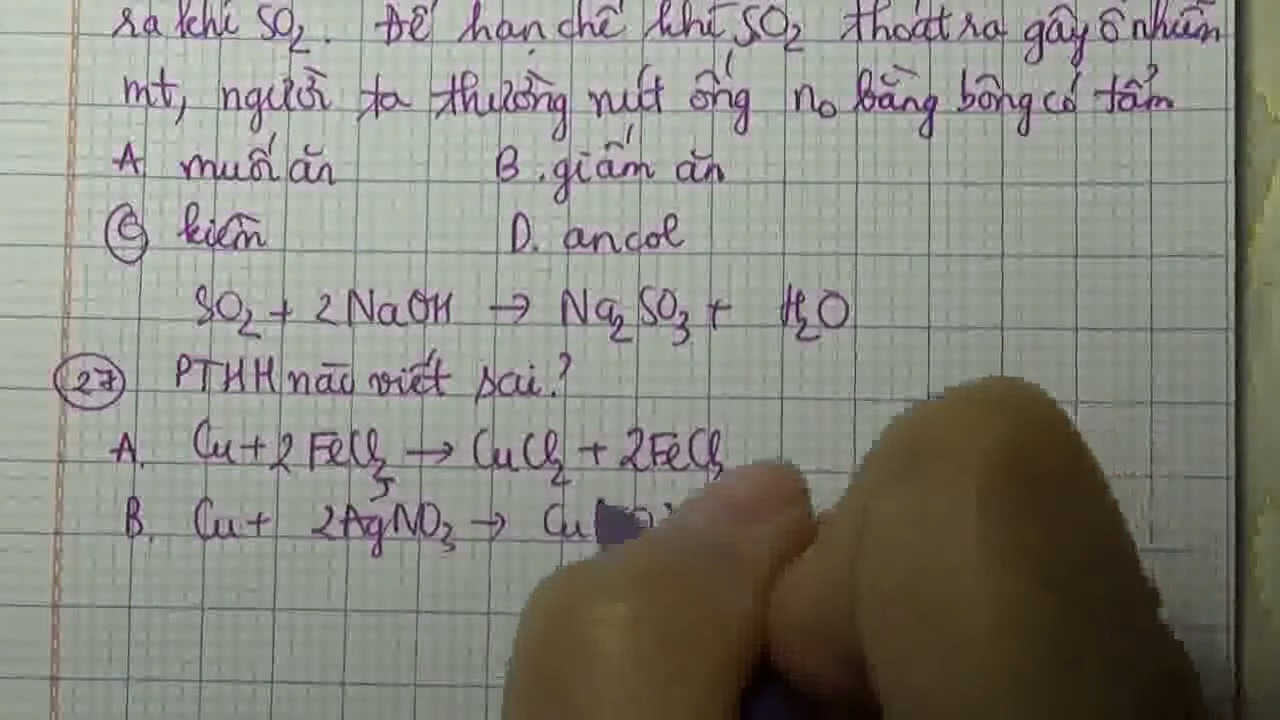 ra khí SO₂. Để hạn chế khí SO₂ thoát ra gây ô nhiễm
mt, người ta thường nút ống no bằng bông có tẩm
A muối ăn B. giấm ăn
C kiềm D. ancol
SO₂ + 2NaOH → Na₂SO₃ + H₂O
27 PTHH nào viết sai?
A. Cu + 2FeCl₃ → CuCl₂ + 2FeCl₂
B. Cu + 2AgNO₃ → Cu